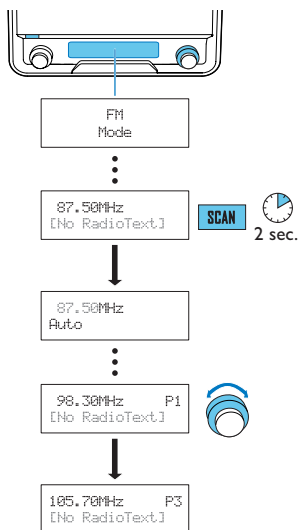 FM
Mode
87.50MHz
[No RadioText]
SCAN
2 sec.
87.50MHz
Auto
98.30MHz P1
[No RadioText]
105.70MHz P3
[No RadioText]